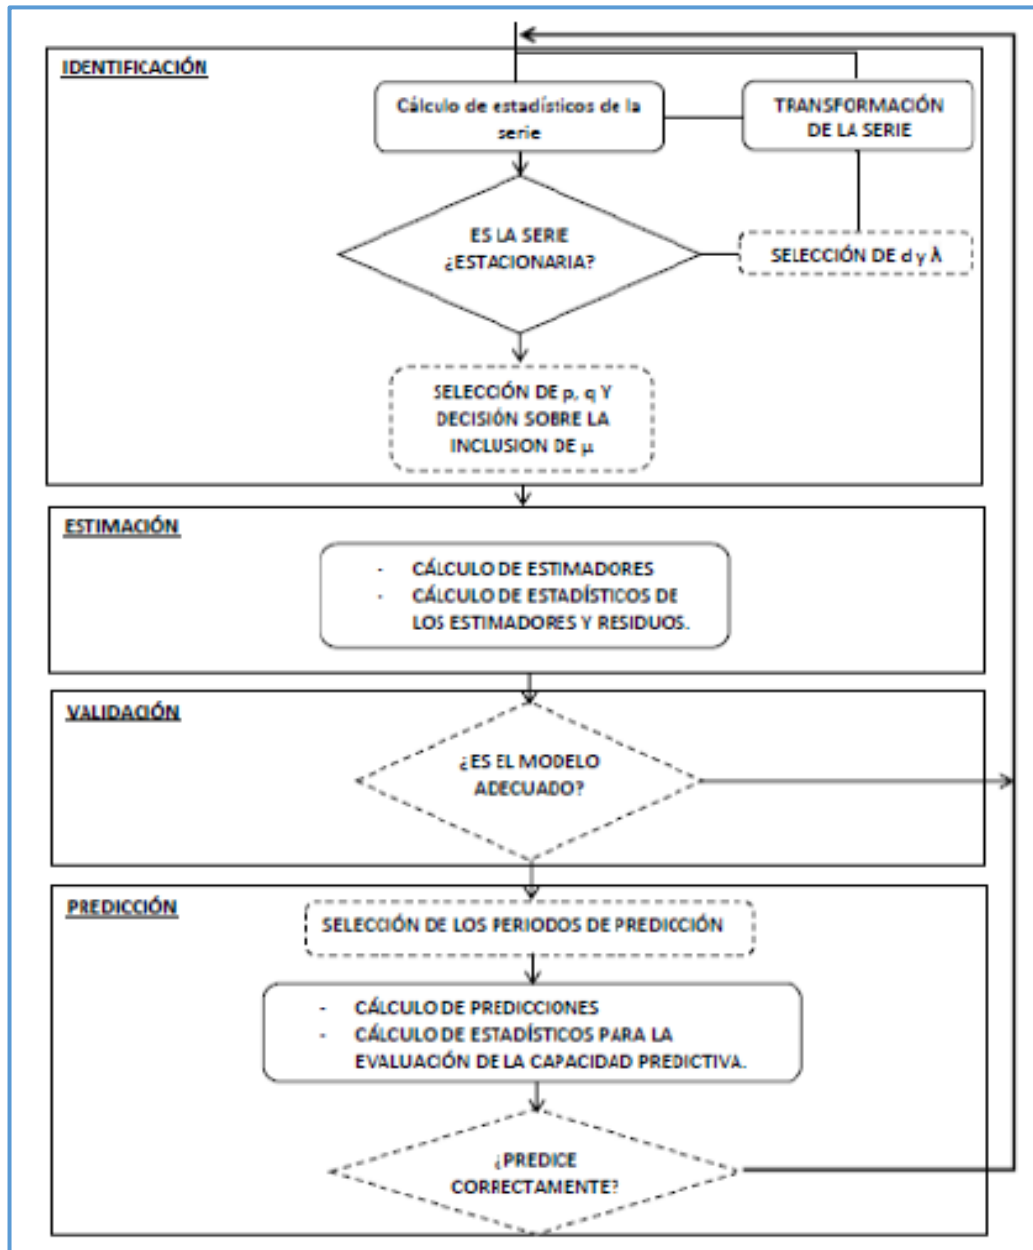 IDENTIFICACIÓN
Cálculo de estadísticos de la
serie
TRANSFORMACIÓN
DE LA SERIE
ES LA SERIE
¿ESTACIONARIA?
SELECCIÓN DE d y λ
SELECCIÓN DE p, q Y
DECISIÓN SOBRE LA
INCLUSION DE μ
ESTIMACIÓN
- CÁLCULO DE ESTIMADORES
- CÁLCULO DE ESTADÍSTICOS DE
LOS ESTIMADORES Y RESIDUOS.
VALIDACIÓN
¿ES EL MODELO
ADECUADO?
PREDICCIÓN
SELECCIÓN DE LOS PERIODOS DE PREDICCIÓN
- CÁLCULO DE PREDICCIONES
- CÁLCULO DE ESTADÍSTICOS PARA LA
EVALUACIÓN DE LA CAPACIDAD PREDICTIVA.
¿PREDICE
CORRECTAMENTE?